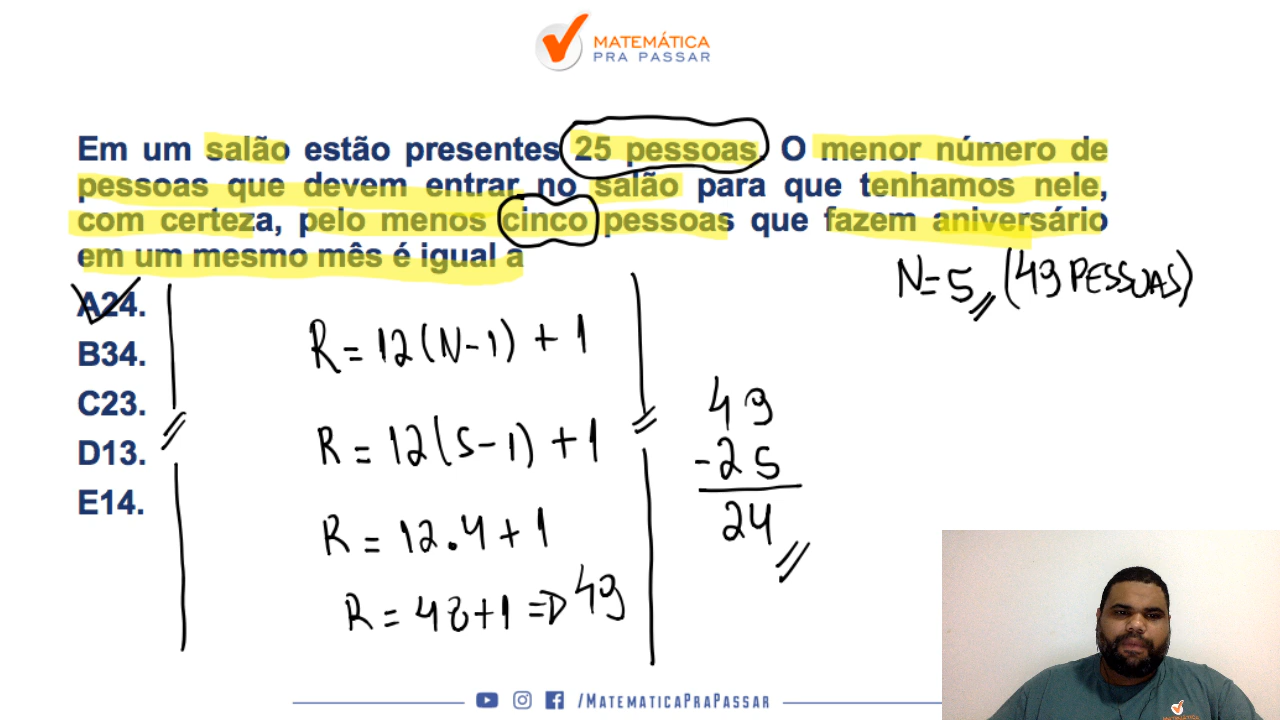 MATEMÁTICA
PRA PASSAR
Em um salão estão presentes 25 pessoas. O menor número de
pessoas que devem entrar no salão para que tenhamos nele,
com certeza, pelo menos cinco pessoas que fazem aniversário
em um mesmo mês é igual a
A24.
B34.
C23.
D13.
E14.
N=5 (49 PESSOAS)
R=12(N-1)+1
R=12(5-1)+1
R=12.4+1
R=48+1=D49
49
-25
24
/MATEMATICAPRAPASSAR
MATEMÁTICA